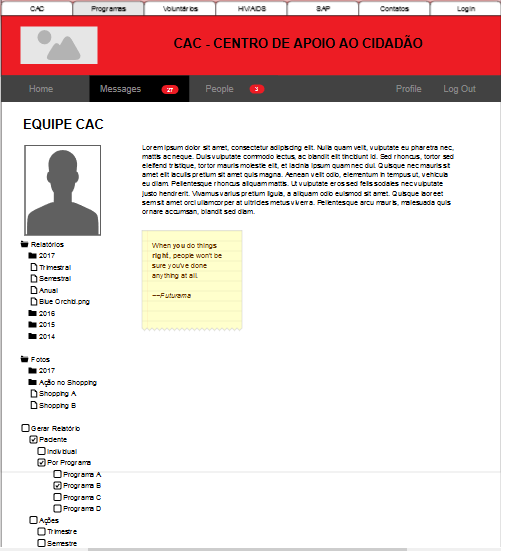 CAC
Programas
Voluntários
HIV/AIDS
SAP
Contatos
Login
CAC - CENTRO DE APOIO AO CIDADÃO
Home
Messages
27
People
3
Profile
Log Out
EQUIPE CAC
Lorem ipsum dolor sit amet, consectetur adipiscing elit. Nulla quam velit, vulputate eu pharetra nec,
mattis ac neque. Duis vulputate commodo lectus, ac blandit elit tincidunt id. Sed rhoncus, tortor sed
eleifend tristique, tortor mauris molestie elit, et lacinia ipsum quam nec dui. Quisque nec mauris sit
amet elit iaculis pretium sit amet quis magna. Aenean velit odio, elementum in tempus ut, vehicula
eu diam. Pellentesque rhoncus aliquam mattis. Ut vulputate eros sed felis sodales nec vulputate
justo hendrerit. Vivamus varius pretium ligula, a aliquam odio euismod sit amet. Quisque laoreet
sem sit amet orci ullamcorper at ultricies metus viverra. Pellentesque arcu mauris, malesuada quis
ornare accumsan, blandit sed diam.
When you do things
right, people won't be
sure you've done
anything at all.
--Futurama
Relatórios
2017
Trimestral
Semestral
Anual
Blue Orchid.png
2016
2015
2014
Fotos
2017
Ação no Shopping
Shopping A
Shopping B
Gerar Relatório
Paciente
Individual
Por Programa
Programa A
Programa B
Programa C
Programa D
Ações
Trimestre
Semestre